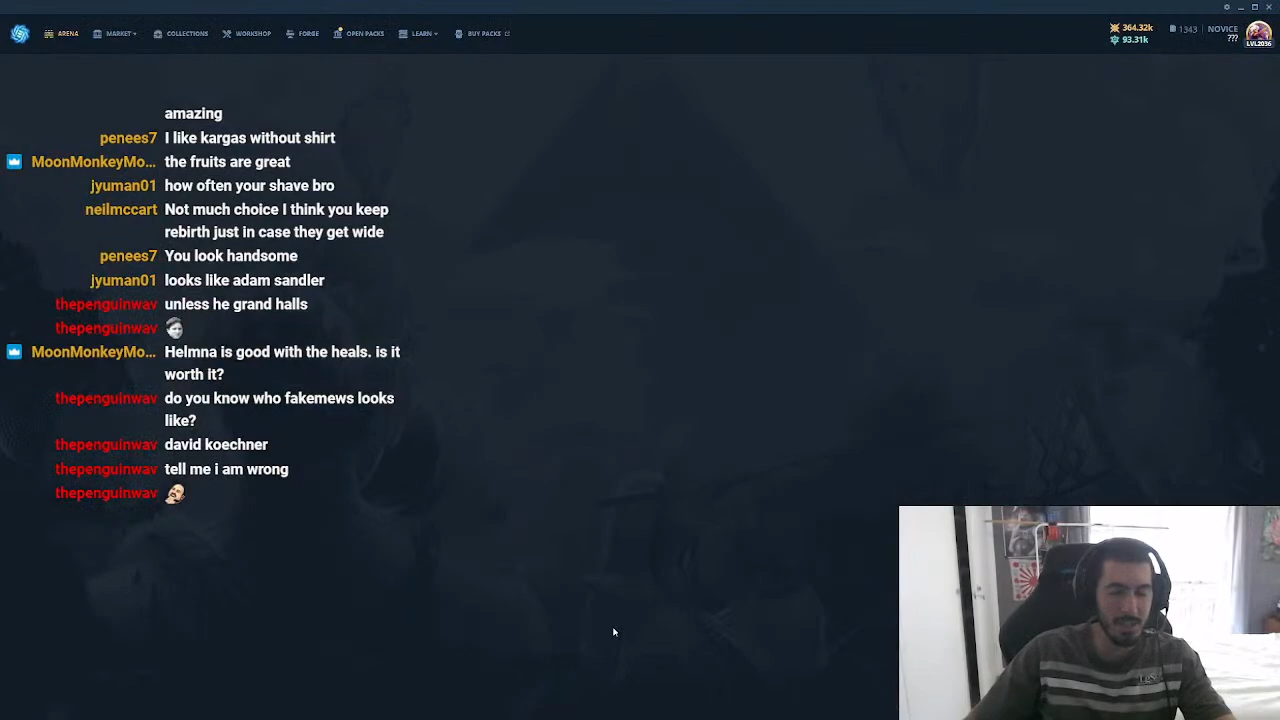 ARENA MARKET COLLECTIONS WORKSHOP FORGE OPEN PACKS LEARN BUY PACKS 364.32k 93.31k 1343 NOVICE ??? LVL2036
amazing
penees7 I like kargas without shirt
MoonMonkeyMo... the fruits are great
jyuman01 how often your shave bro
neilmccart Not much choice I think you keep
rebirth just in case they get wide
penees7 You look handsome
jyuman01 looks like adam sandler
thepenguinwav unless he grand halls
thepenguinwav
MoonMonkeyMo... Helmna is good with the heals. is it
worth it?
thepenguinwav do you know who fakemews looks
like?
thepenguinwav david koechner
thepenguinwav tell me i am wrong
thepenguinwav